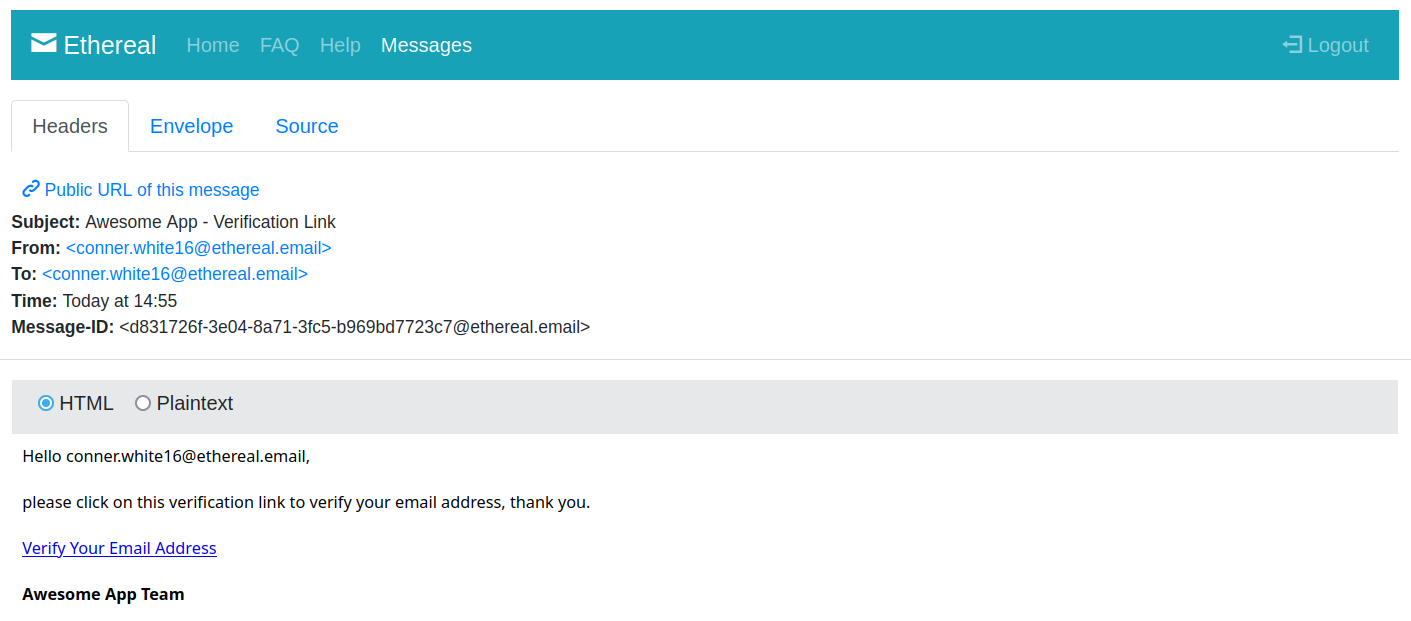 Ethereal Home FAQ Help Messages Logout
Headers Envelope Source
Public URL of this message
Subject: Awesome App - Verification Link
From: <conner.white16@ethereal.email>
To: <conner.white16@ethereal.email>
Time: Today at 14:55
Message-ID: <d831726f-3e04-8a71-3fc5-b969bd7723c7@ethereal.email>
HTML Plaintext
Hello conner.white16@ethereal.email,
please click on this verification link to verify your email address, thank you.
Verify Your Email Address
Awesome App Team